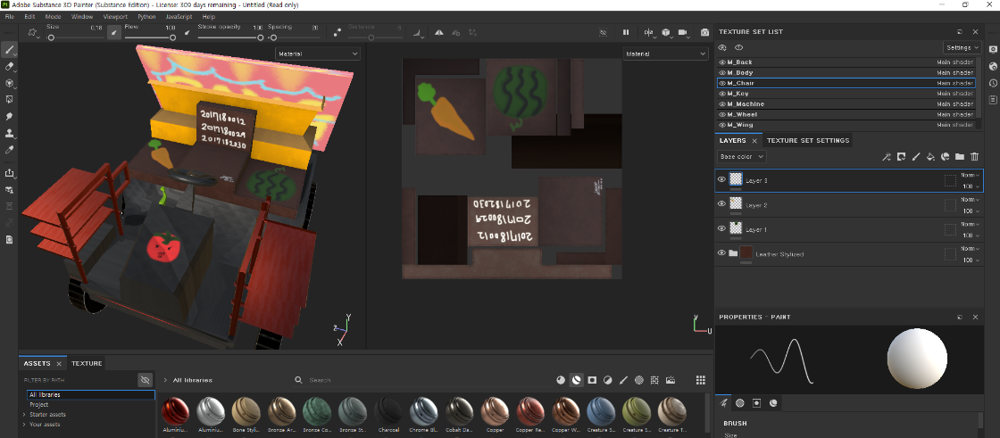 Adobe Substance 3D Painter (Substance Edition) - License: 309 days remaining - Untitled (Read only)
File Edit Mode Window Viewport Python JavaScript Help
Size 0.18 Flow 100 Stroke opacity 100 Spacing 20 Distance 8
Material
Material
2017180012
2017180029
2017182030
2017182030
2017180029
2017180012
Y
Z
X
V
U
TEXTURE SET LIST
Settings
M_Back Main shader
M_Body Main shader
M_Chair Main shader
M_Key Main shader
M_Machine Main shader
M_Wheel Main shader
M_Wing Main shader
LAYERS TEXTURE SET SETTINGS
Base color
Layer 3 Norm 100
Layer 2 Norm 100
Layer 1 Norm 100
Leather Stylized Norm 100
PROPERTIES - PAINT
BRUSH
Size
ASSETS TEXTURE
FILTER BY PATH
All libraries
Project
Starter assets
Your assets
All libraries
Search
Aluminiu...
Aluminiu...
Bone Styli...
Bronze Ar...
Bronze Co...
Bronze St...
Charcoal
Chrome Bl...
Cobalt Da...
Copper
Copper Re...
Copper W...
Creature S...
Creature S...
Creature T...